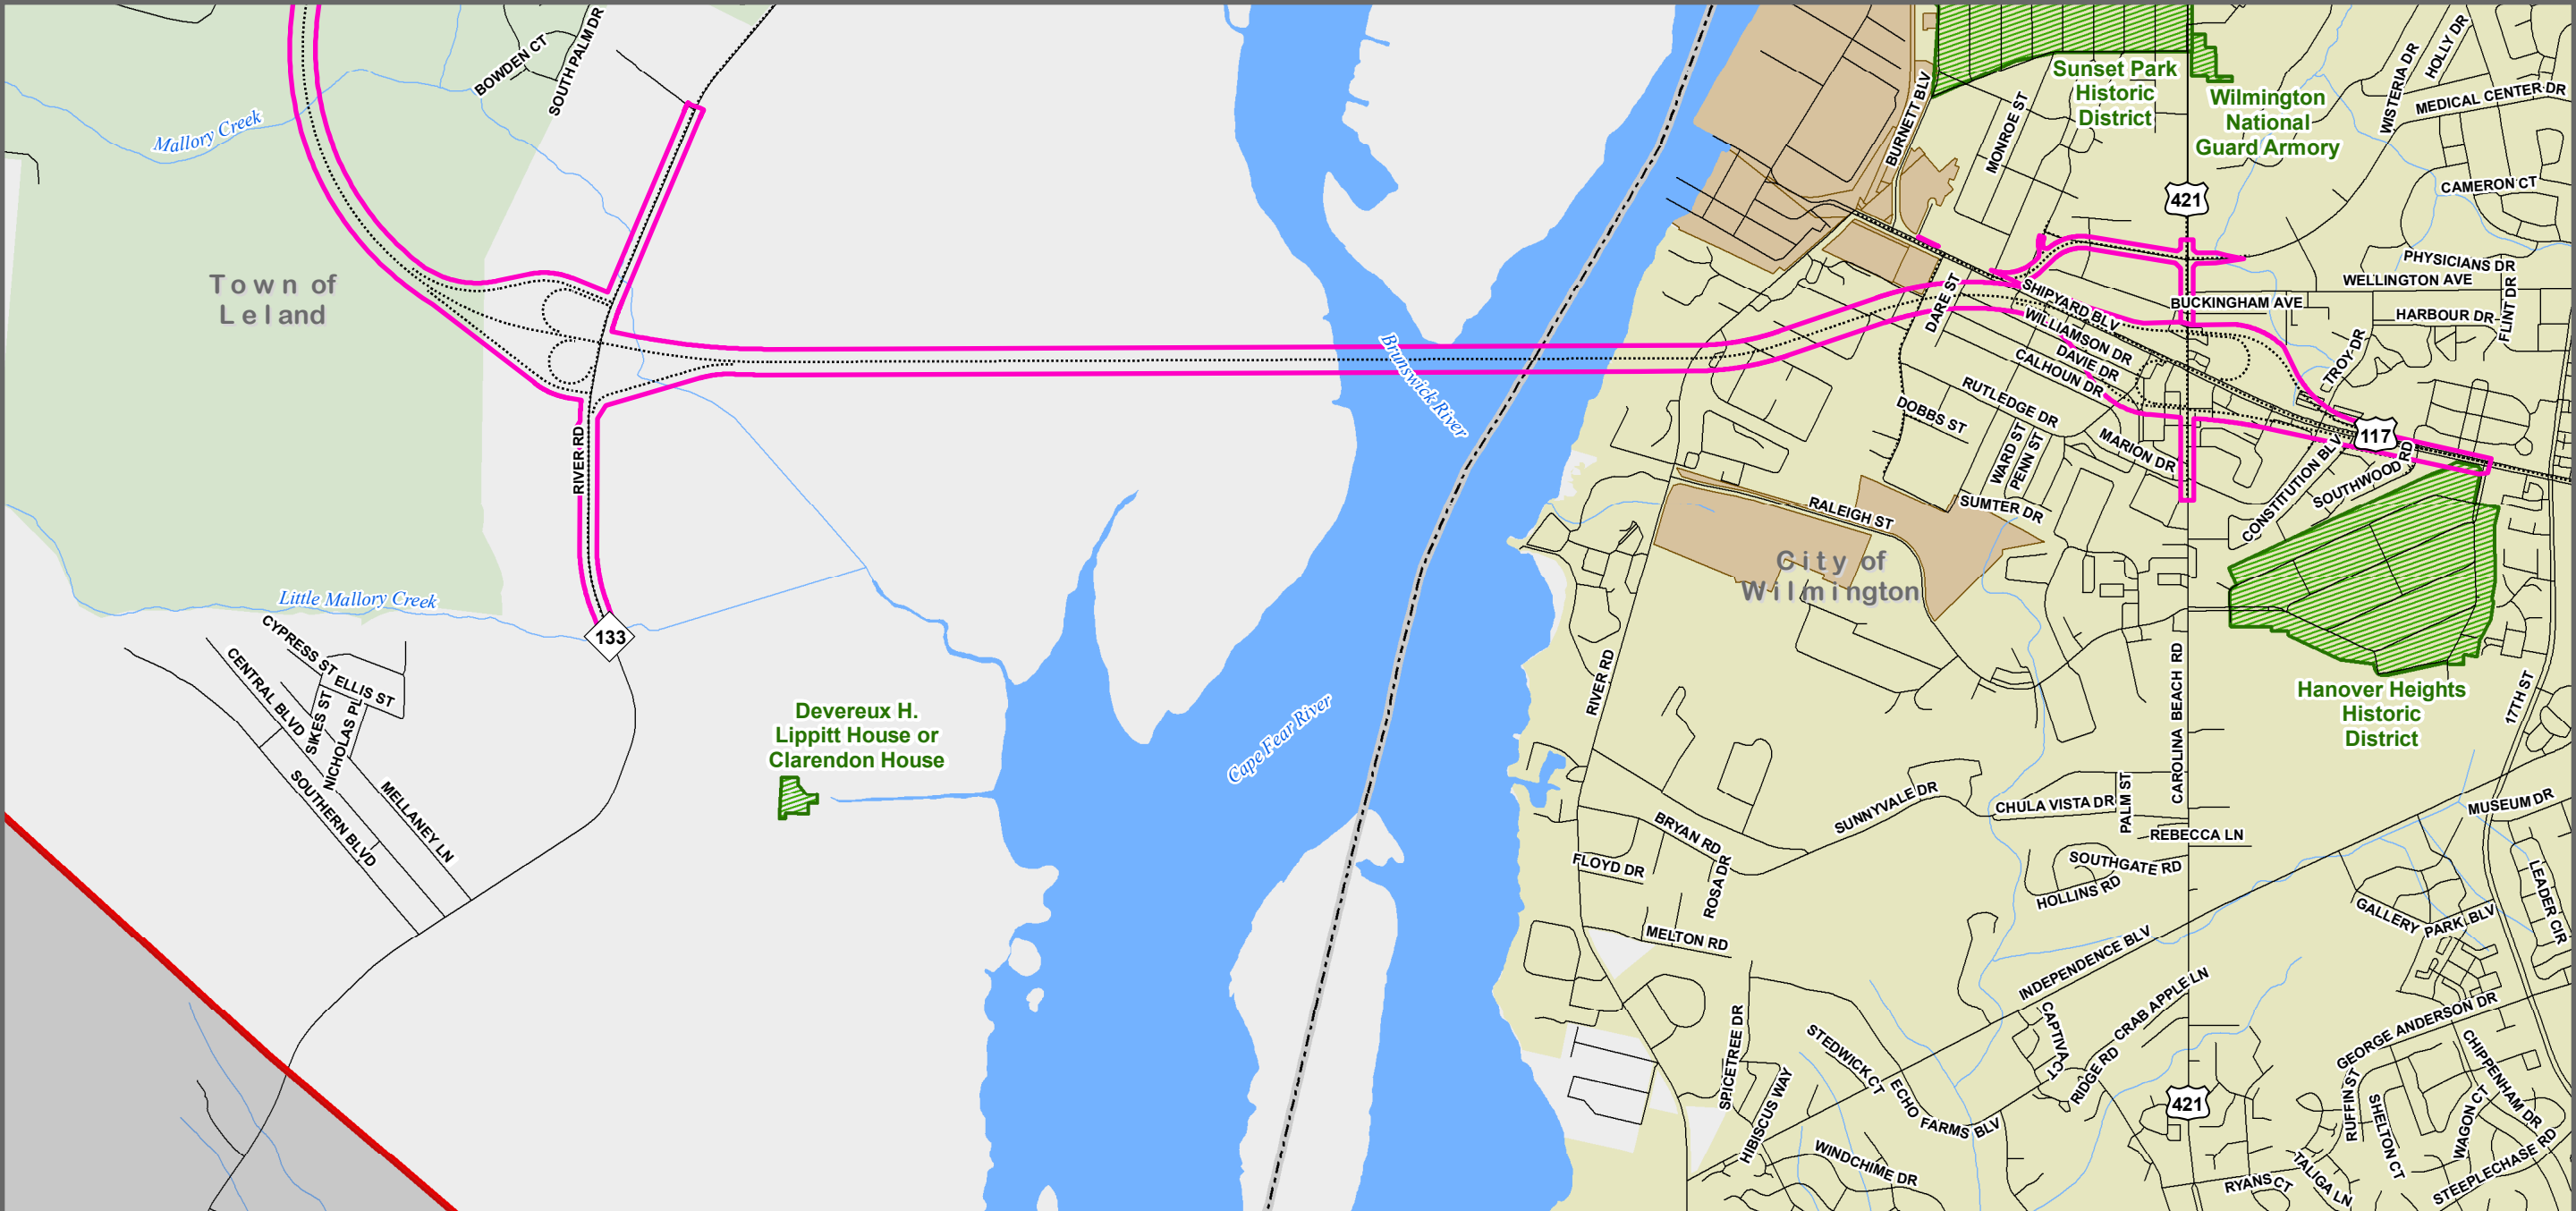 BOWDEN CT
SOUTH PALM DR
Mallory Creek
Town of
Leland
RIVER RD
Little Mallory Creek
133
CYPRESS ST
ELLIS ST
CENTRAL BLVD
SIKES ST
NICHOLAS PL
SOUTHERN BLVD
MELLANEY LN
Devereux H.
Lippitt House or
Clarendon House
Brunswick River
Cape Fear River
BURNETT BLV
MONROE ST
Sunset Park
Historic
District
Wilmington
National
Guard Armory
WISTERIA DR
HOLLY DR
MEDICAL CENTER DR
CAMERON CT
421
PHYSICIANS DR
WELLINGTON AVE
BUCKINGHAM AVE
HARBOUR DR
FLINT DR
DARE ST
SHIPYARD BLV
WILLIAMSON DR
DAVIE DR
CALHOUN DR
TROY DR
RUTLEDGE DR
DOBBS ST
WARD ST
PENN ST
MARION DR
117
CONSTITUTION BLV
SOUTHWOOD RD
RALEIGH ST
SUMTER DR
City of
Wilmington
RIVER RD
CAROLINA BEACH RD
Hanover Heights
Historic
District
17TH ST
SUNNYVALE DR
CHULA VISTA DR
PALM ST
MUSEUM DR
REBECCA LN
BRYAN RD
FLOYD DR
ROSA DR
SOUTHGATE RD
HOLLINS RD
LEADER CIR
GALLERY PARK BLV
MELTON RD
INDEPENDENCE BLV
CRAB APPLE LN
CAPTIVA CT
RIDGE RD
GEORGE ANDERSON DR
SPICETREE DR
STEDWICK CT
HIBISCUS WAY
ECHO FARMS BLV
WINDCHIME DR
421
CHIPPENHAM DR
RUFFIN ST
SHELTON CT
WAGON CT
STEEPLECHASE RD
RYANS CT
TALIGA LN